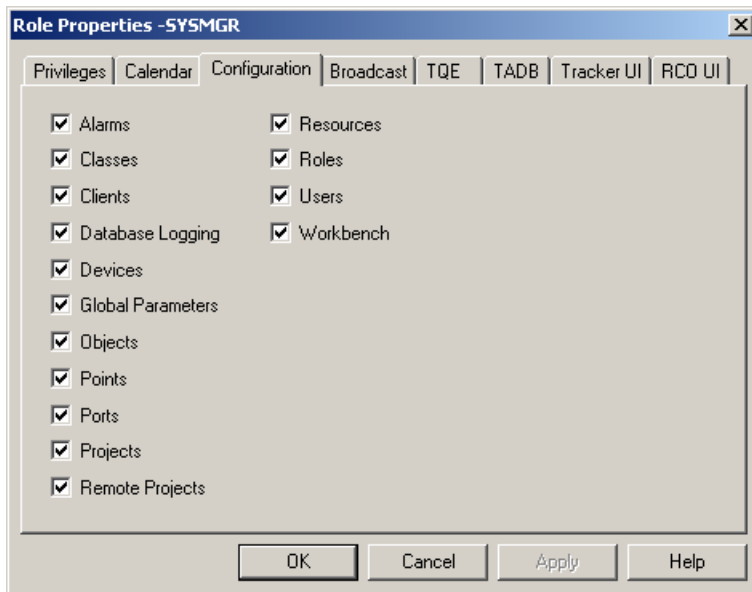 Role Properties -SYSMGR
Privileges Calendar Configuration Broadcast TQE TADB Tracker UI RCO UI
Alarms
Classes
Clients
Database Logging
Devices
Global Parameters
Objects
Points
Ports
Projects
Remote Projects
Resources
Roles
Users
Workbench
OK Cancel Apply Help